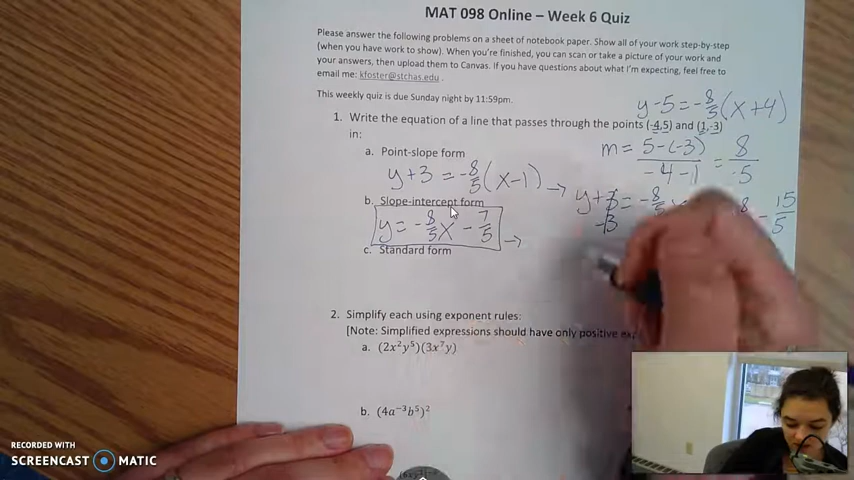 MAT 098 Online – Week 6 Quiz
Please answer the following problems on a sheet of notebook paper. Show all of your work step-by-step
(when you have work to show). When you're finished, you can scan or take a picture of your work and
your answers, then upload them to Canvas. If you have questions about what I'm expecting, feel free to
email me: kfoster@stchas.edu .
This weekly quiz is due Sunday night by 11:59pm.
y-5 = -8/5(x+4)
1. Write the equation of a line that passes through the points (-4,5) and (1,-3)
in:
m = 5-(-3)/-4-1 = 8/-5
a. Point-slope form
y+3 = -8/5(x-1) →
y+3 = -8/5
8
- 15/5
-3
b. Slope-intercept form
y = -8/5x - 7/5 →
c. Standard form
2. Simplify each using exponent rules:
[Note: Simplified expressions should have only positive
a. (2x²y⁵)(3x⁷y)
b. (4a⁻³b⁵)²
RECORDED WITH
SCREENCAST MATIC